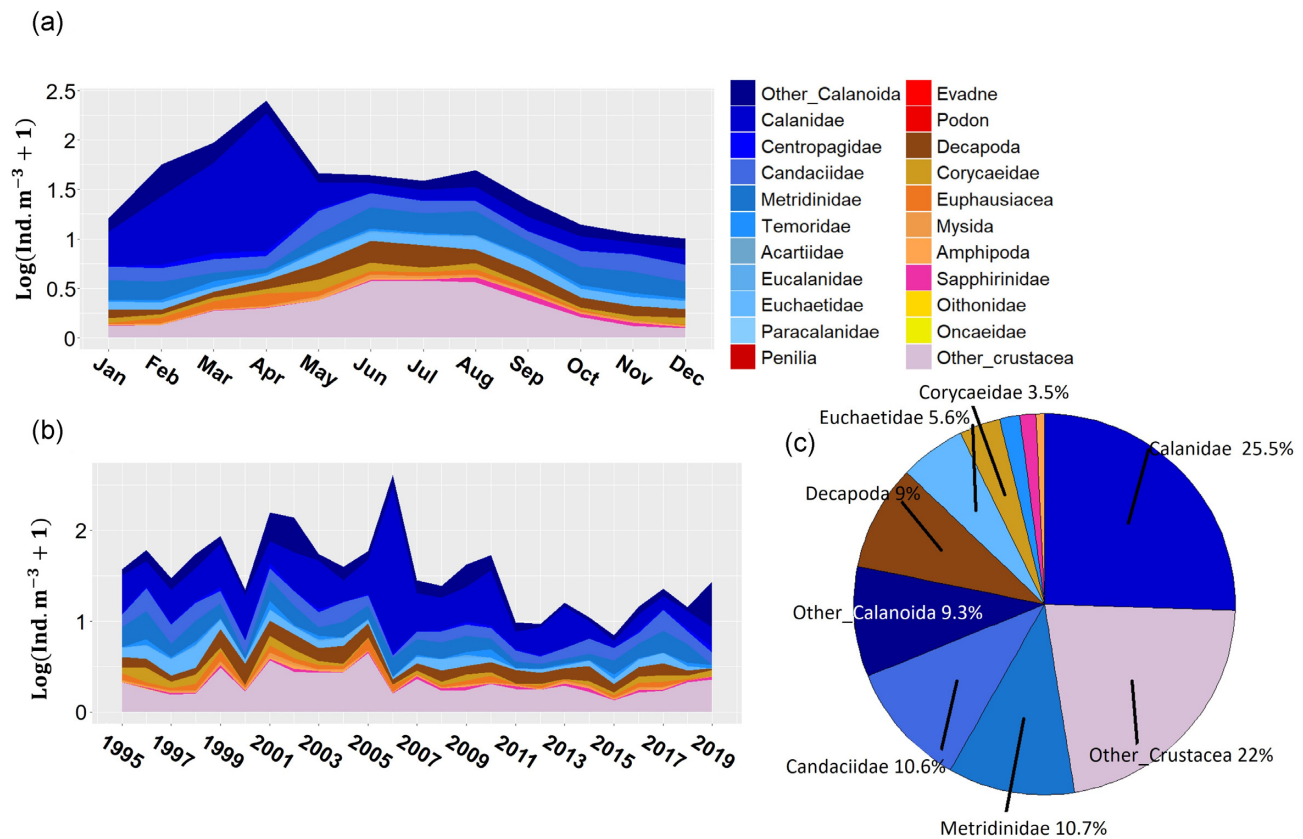 (a)
Log(Ind. m⁻³ + 1)
2.5
2
1.5
1
0.5
0
Jan
Feb
Mar
Apr
May
Jun
Jul
Aug
Sep
Oct
Nov
Dec
Other_Calanoida
Calanidae
Centropagidae
Candaciidae
Metridinidae
Temoridae
Acartiidae
Eucalanidae
Euchaetidae
Paracalanidae
Penilia
Evadne
Podon
Decapoda
Corycaeidae
Euphausiacea
Mysida
Amphipoda
Sapphirinidae
Oithonidae
Oncaeidae
Other_crustacea
(b)
Log(Ind. m⁻³ + 1)
2
1
0
1995
1997
1999
2001
2003
2005
2007
2009
2011
2013
2015
2017
2019
(c)
Corycaeidae 3.5%
Euchaetidae 5.6%
Calanidae 25.5%
Decapoda 9%
Other_Calanoida 9.3%
Candaciidae 10.6%
Other_Crustacea 22%
Metridinidae 10.7%